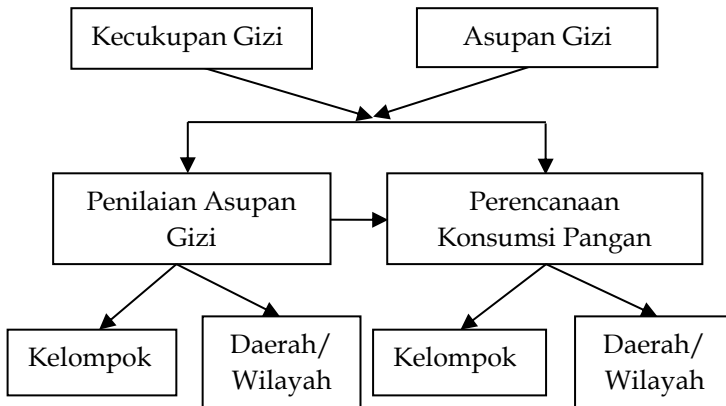 Kecukupan Gizi
Asupan Gizi
Penilaian Asupan
Gizi
Perencanaan
Konsumsi Pangan
Kelompok
Daerah/
Wilayah
Kelompok
Daerah/
Wilayah